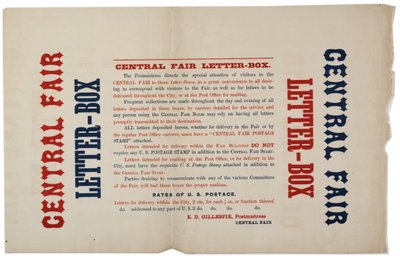 CENTRAL FAIR
LETTER-BOX
CENTRAL FAIR LETTER-BOX.
The Postmistress directs the special attention of visitors to the
CENTRAL FAIR to these Letter-Boxes, as a great convenience to all desir-
ing to correspond with visitors to the Fair, as well as for letters to be
delivered throughout the City, or at the Post Office for mailing.
Frequent collections are made throughout the day and evening of all
letters deposited in these boxes, by carriers detailed for the service, and
any person using the CENTRAL FAIR STAMP may rely on having all letters
promptly transmitted to their destination.
ALL letters deposited herein, whether for delivery in the Fair or by
the regular Post Office carriers, must have a "CENTRAL FAIR POSTAGE
STAMP" attached.
Letters intended for delivery within the FAIR BUILDINGS DO NOT
require any U. S. POSTAGE STAMP in addition to the CENTRAL FAIR STAMP.
Letters intended for mailing at the Post Office, or for delivery in the
City, must have the requisite U. S. Postage Stamp attached in addition to
the CENTRAL FAIR STAMP.
Parties desiring to communicate with any of the various Committees
of the Fair, will find these boxes the proper medium.
RATES OF U. S. POSTAGE.
Letters for delivery within the City, 2 cts, for each ½ oz. or fraction thereof
do. addressed to any part of U. S. 3 do. do. do. do.
E. D. GILLESPIE, Postmistress
CENTRAL FAIR
LETTER-BOX
CENTRAL FAIR